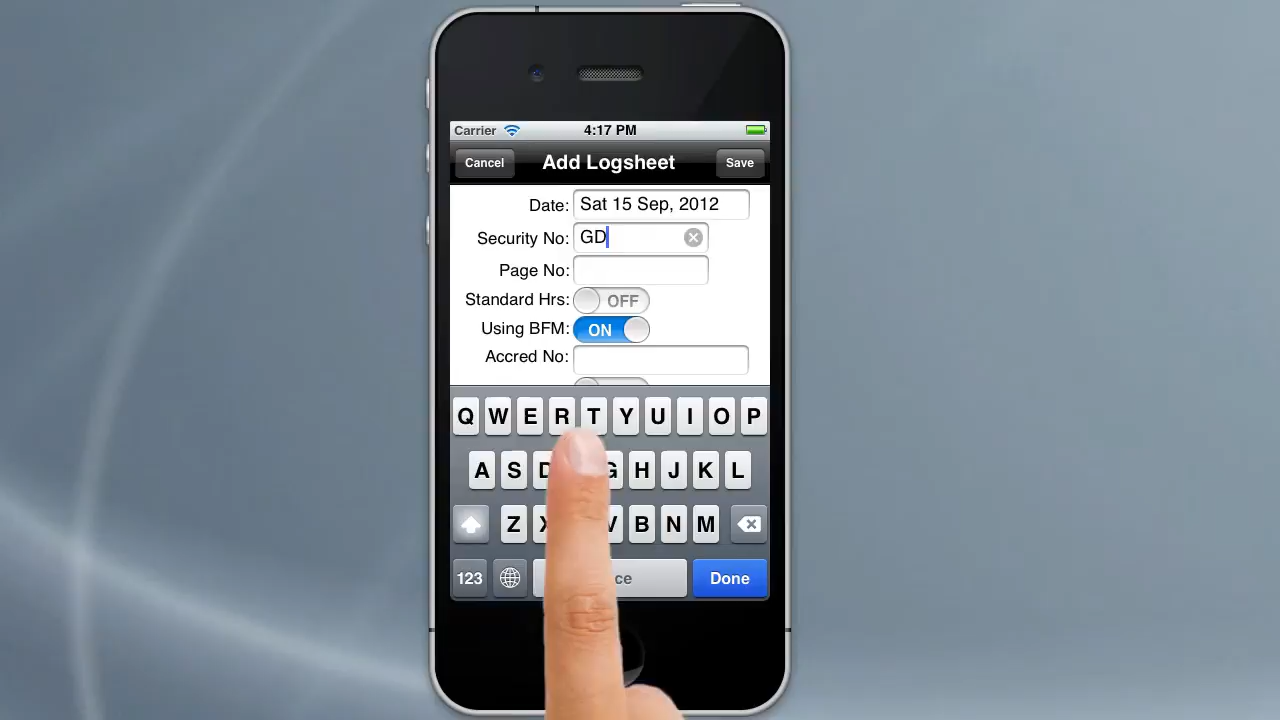 Carrier 4:17 PM
Cancel Add Logsheet Save
Date: Sat 15 Sep, 2012
Security No: GD
Page No:
Standard Hrs: OFF
Using BFM: ON
Accred No:
Q W E R T Y U I O P
A S D G H J K L
Z X V B N M
123 Done